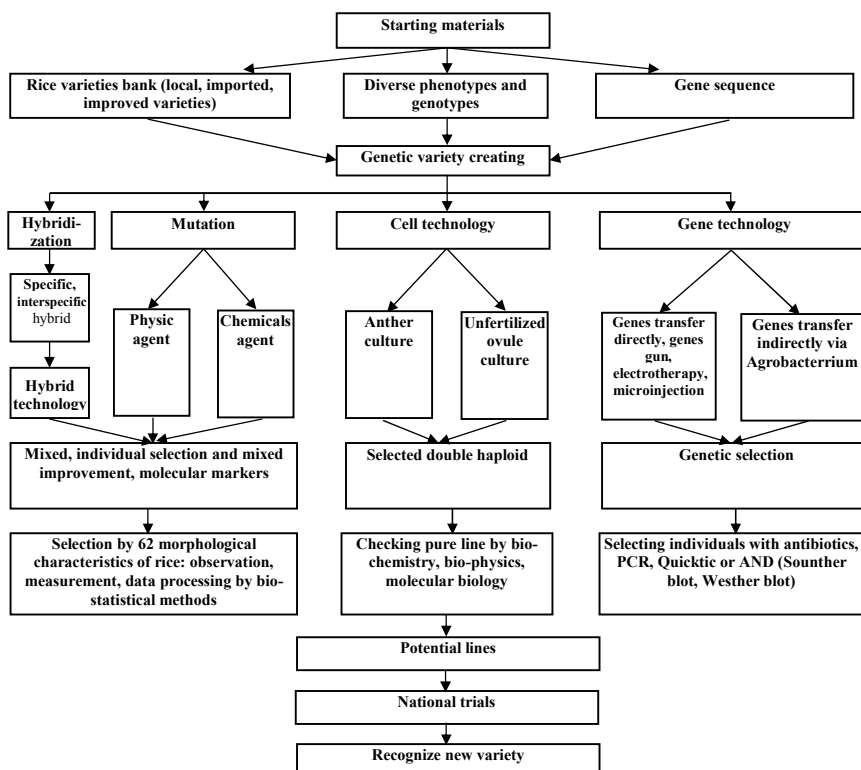 Starting materials
Rice varieties bank (local, imported,
improved varieties)
Diverse phenotypes and
genotypes
Gene sequence
Genetic variety creating
Hybridi-
zation
Mutation
Cell technology
Gene technology
Specific,
interspecific
hybrid
Physic
agent
Chemicals
agent
Anther
culture
Unfertilized
ovule
culture
Genes transfer
directly, genes
gun,
electrotherapy,
microinjection
Genes transfer
indirectly via
Agrobacterrium
Hybrid
technology
Mixed, individual selection and mixed
improvement, molecular markers
Selected double haploid
Genetic selection
Selection by 62 morphological
characteristics of rice: observation,
measurement, data processing by bio-
statistical methods
Checking pure line by bio-
chemistry, bio-physics,
molecular biology
Selecting individuals with antibiotics,
PCR, Quicktic or AND (Sounther
blot, Westher blot)
Potential lines
National trials
Recognize new variety